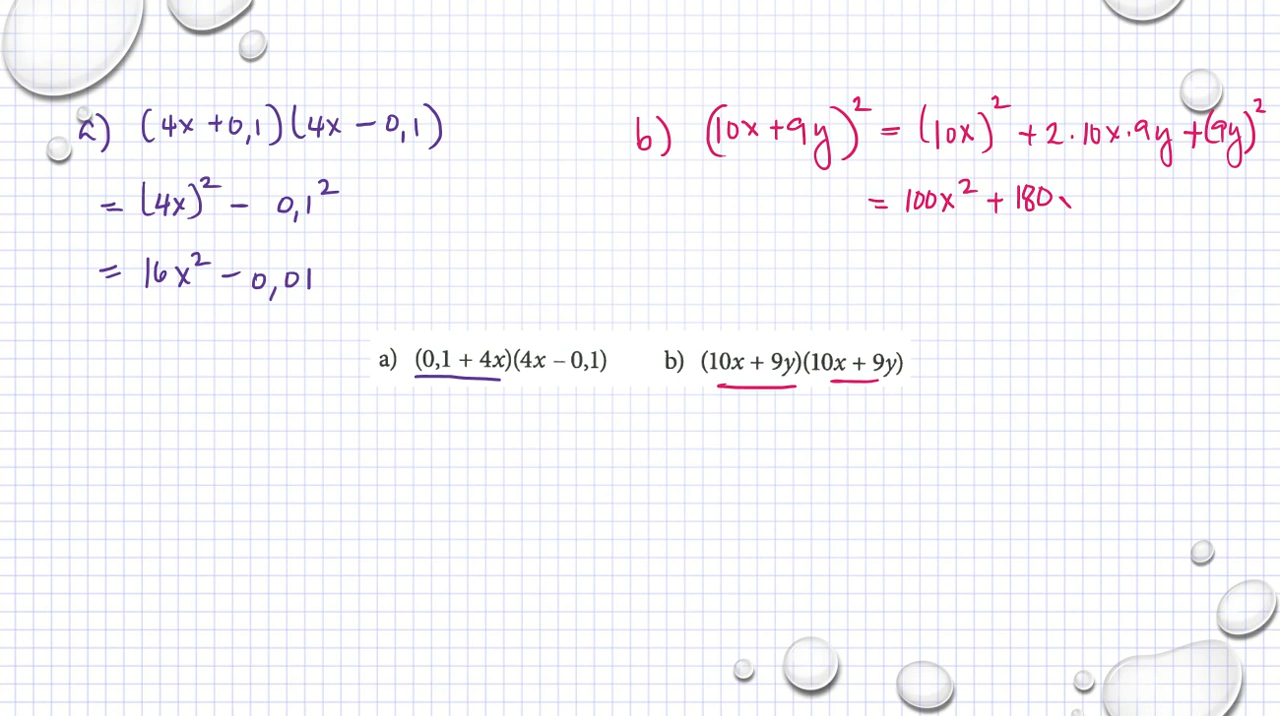 a) (4x + 0,1)(4x − 0,1)
= (4x)² − 0,1²
= 16x² − 0,01
b) (10x + 9y)² = (10x)² + 2 · 10x · 9y + (9y)²
= 100x² + 180
a) (0,1 + 4x)(4x − 0,1)
b) (10x + 9y)(10x + 9y)